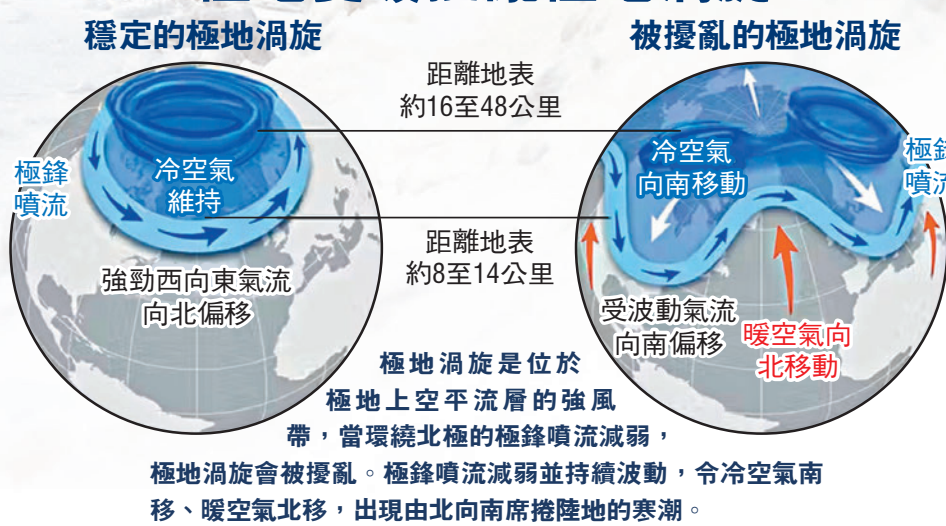 穩定的極地渦旋
被擾亂的極地渦旋
距離地表
約16至48公里
極鋒
噴流
冷空氣
維持
冷空氣
向南移動
噴流
距離地表
約8至14公里
強勁西向東氣流
向北偏移
受波動氣流
向南偏移
暖空氣向
北移動
極地渦旋是位於
極地上空平流層的強風
帶，當環繞北極的極鋒噴流減弱，
極地渦旋會被擾亂。極鋒噴流減弱並持續波動，令冷空氣南
移、暖空氣北移，出現由北向南席捲陸地的寒潮。